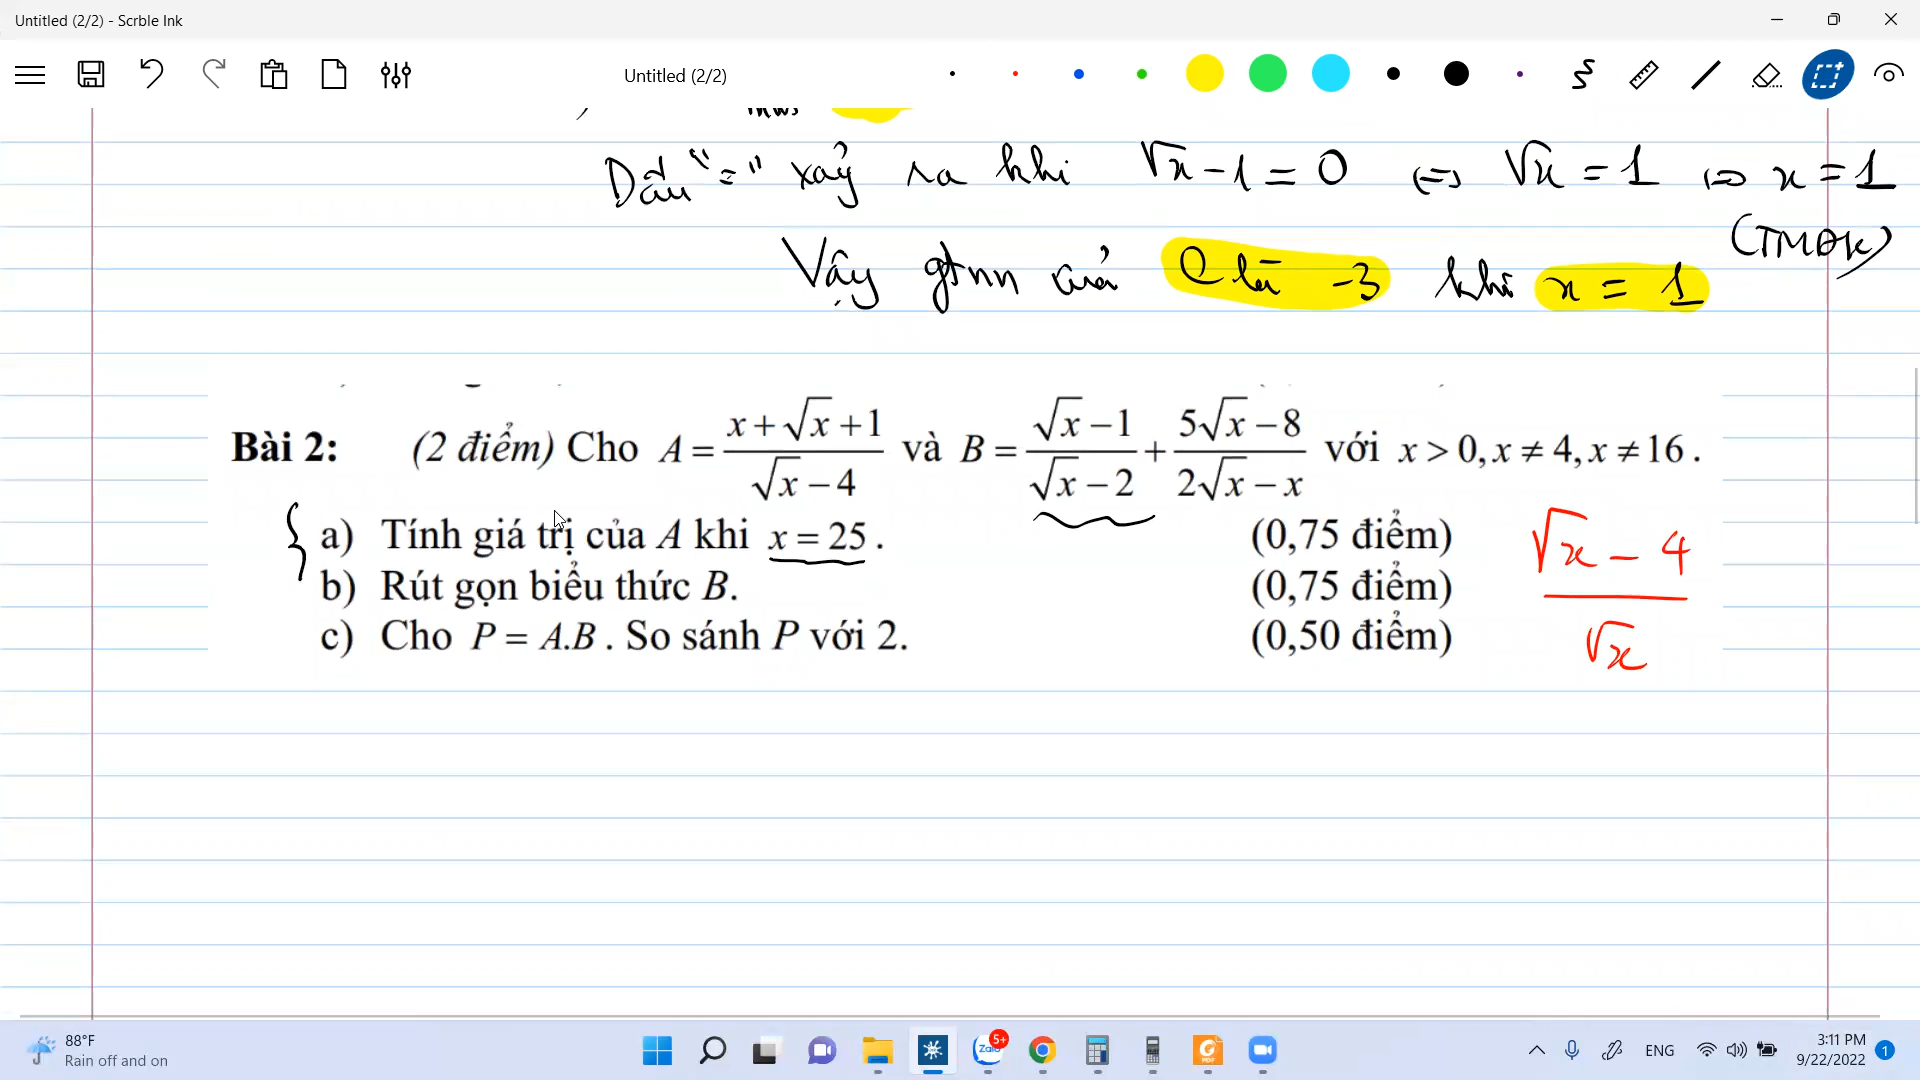 Untitled (2/2) - Scrble Ink
Untitled (2/2)
Dấu "=" xảy ra khi √x - 1 = 0 ⇔ √x = 1 ⇔ x = 1
(TMĐK)
Vậy gtnn của Q là -3 khi x = 1
Bài 2: (2 điểm) Cho A = (x + √x + 1)/(√x − 4) và B = (√x − 1)/(√x − 2) + (5√x − 8)/(2√x − x) với x > 0, x ≠ 4, x ≠ 16.
a) Tính giá trị của A khi x = 25. (0,75 điểm)
b) Rút gọn biểu thức B. (0,75 điểm)
c) Cho P = A.B. So sánh P với 2. (0,50 điểm)
√x − 4
√x
88°F
Rain off and on
Zalo
5+
PDF
ENG
3:11 PM
9/22/2022
1